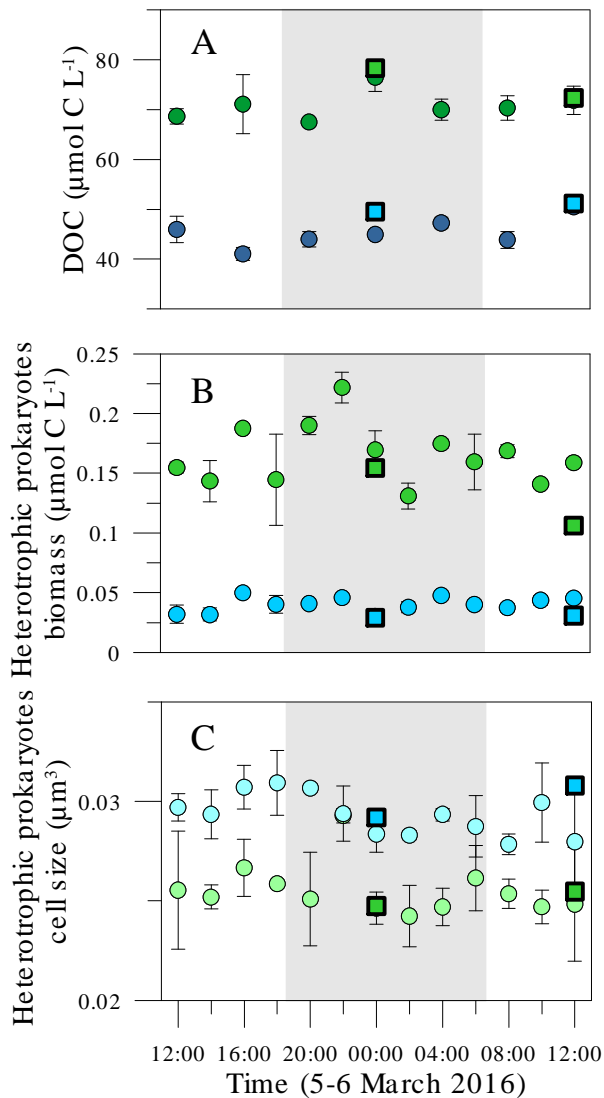 A
80
60
40
DOC (µmol C L-1)
B
0.25
0.2
0.15
0.1
0.05
0
Heterotrophic prokaryotes
biomass (µmol C L-1)
C
0.03
0.02
Heterotrophic prokaryotes
cell size (µm³)
12:00 16:00 20:00 00:00 04:00 08:00 12:00
Time (5-6 March 2016)